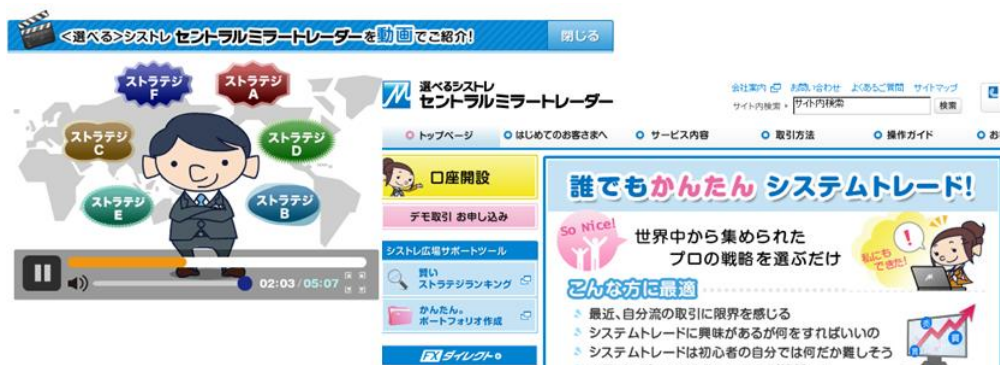 <選べる>シストレ セントラルミラートレーダーを動画でご紹介!
閉じる
ストラテジ
F
ストラテジ
A
ストラテジ
C
ストラテジ
D
ストラテジ
E
ストラテジ
B
02:03/05:07
選べるシストレ
セントラルミラートレーダー
会社案内 お問い合わせ よくあるご質問 サイトマップ
サイト内検索 サイト内検索 検索
トップページ はじめてのお客さまへ サービス内容 取引方法 操作ガイド お
口座開設
デモ取引 お申し込み
シストレ広場サポートツール
賢い
ストラテジランキング
かんたん。
ポートフォリオ作成
FXダイレクト
誰でもかんたん システムトレード!
So Nice!
世界中から集められた
プロの戦略を選ぶだけ
私にも
できた!
こんな方に最適
最近、自分流の取引に限界を感じる
システムトレードに興味があるが何をすればいいの
システムトレードは初心者の自分では何だか難しそう